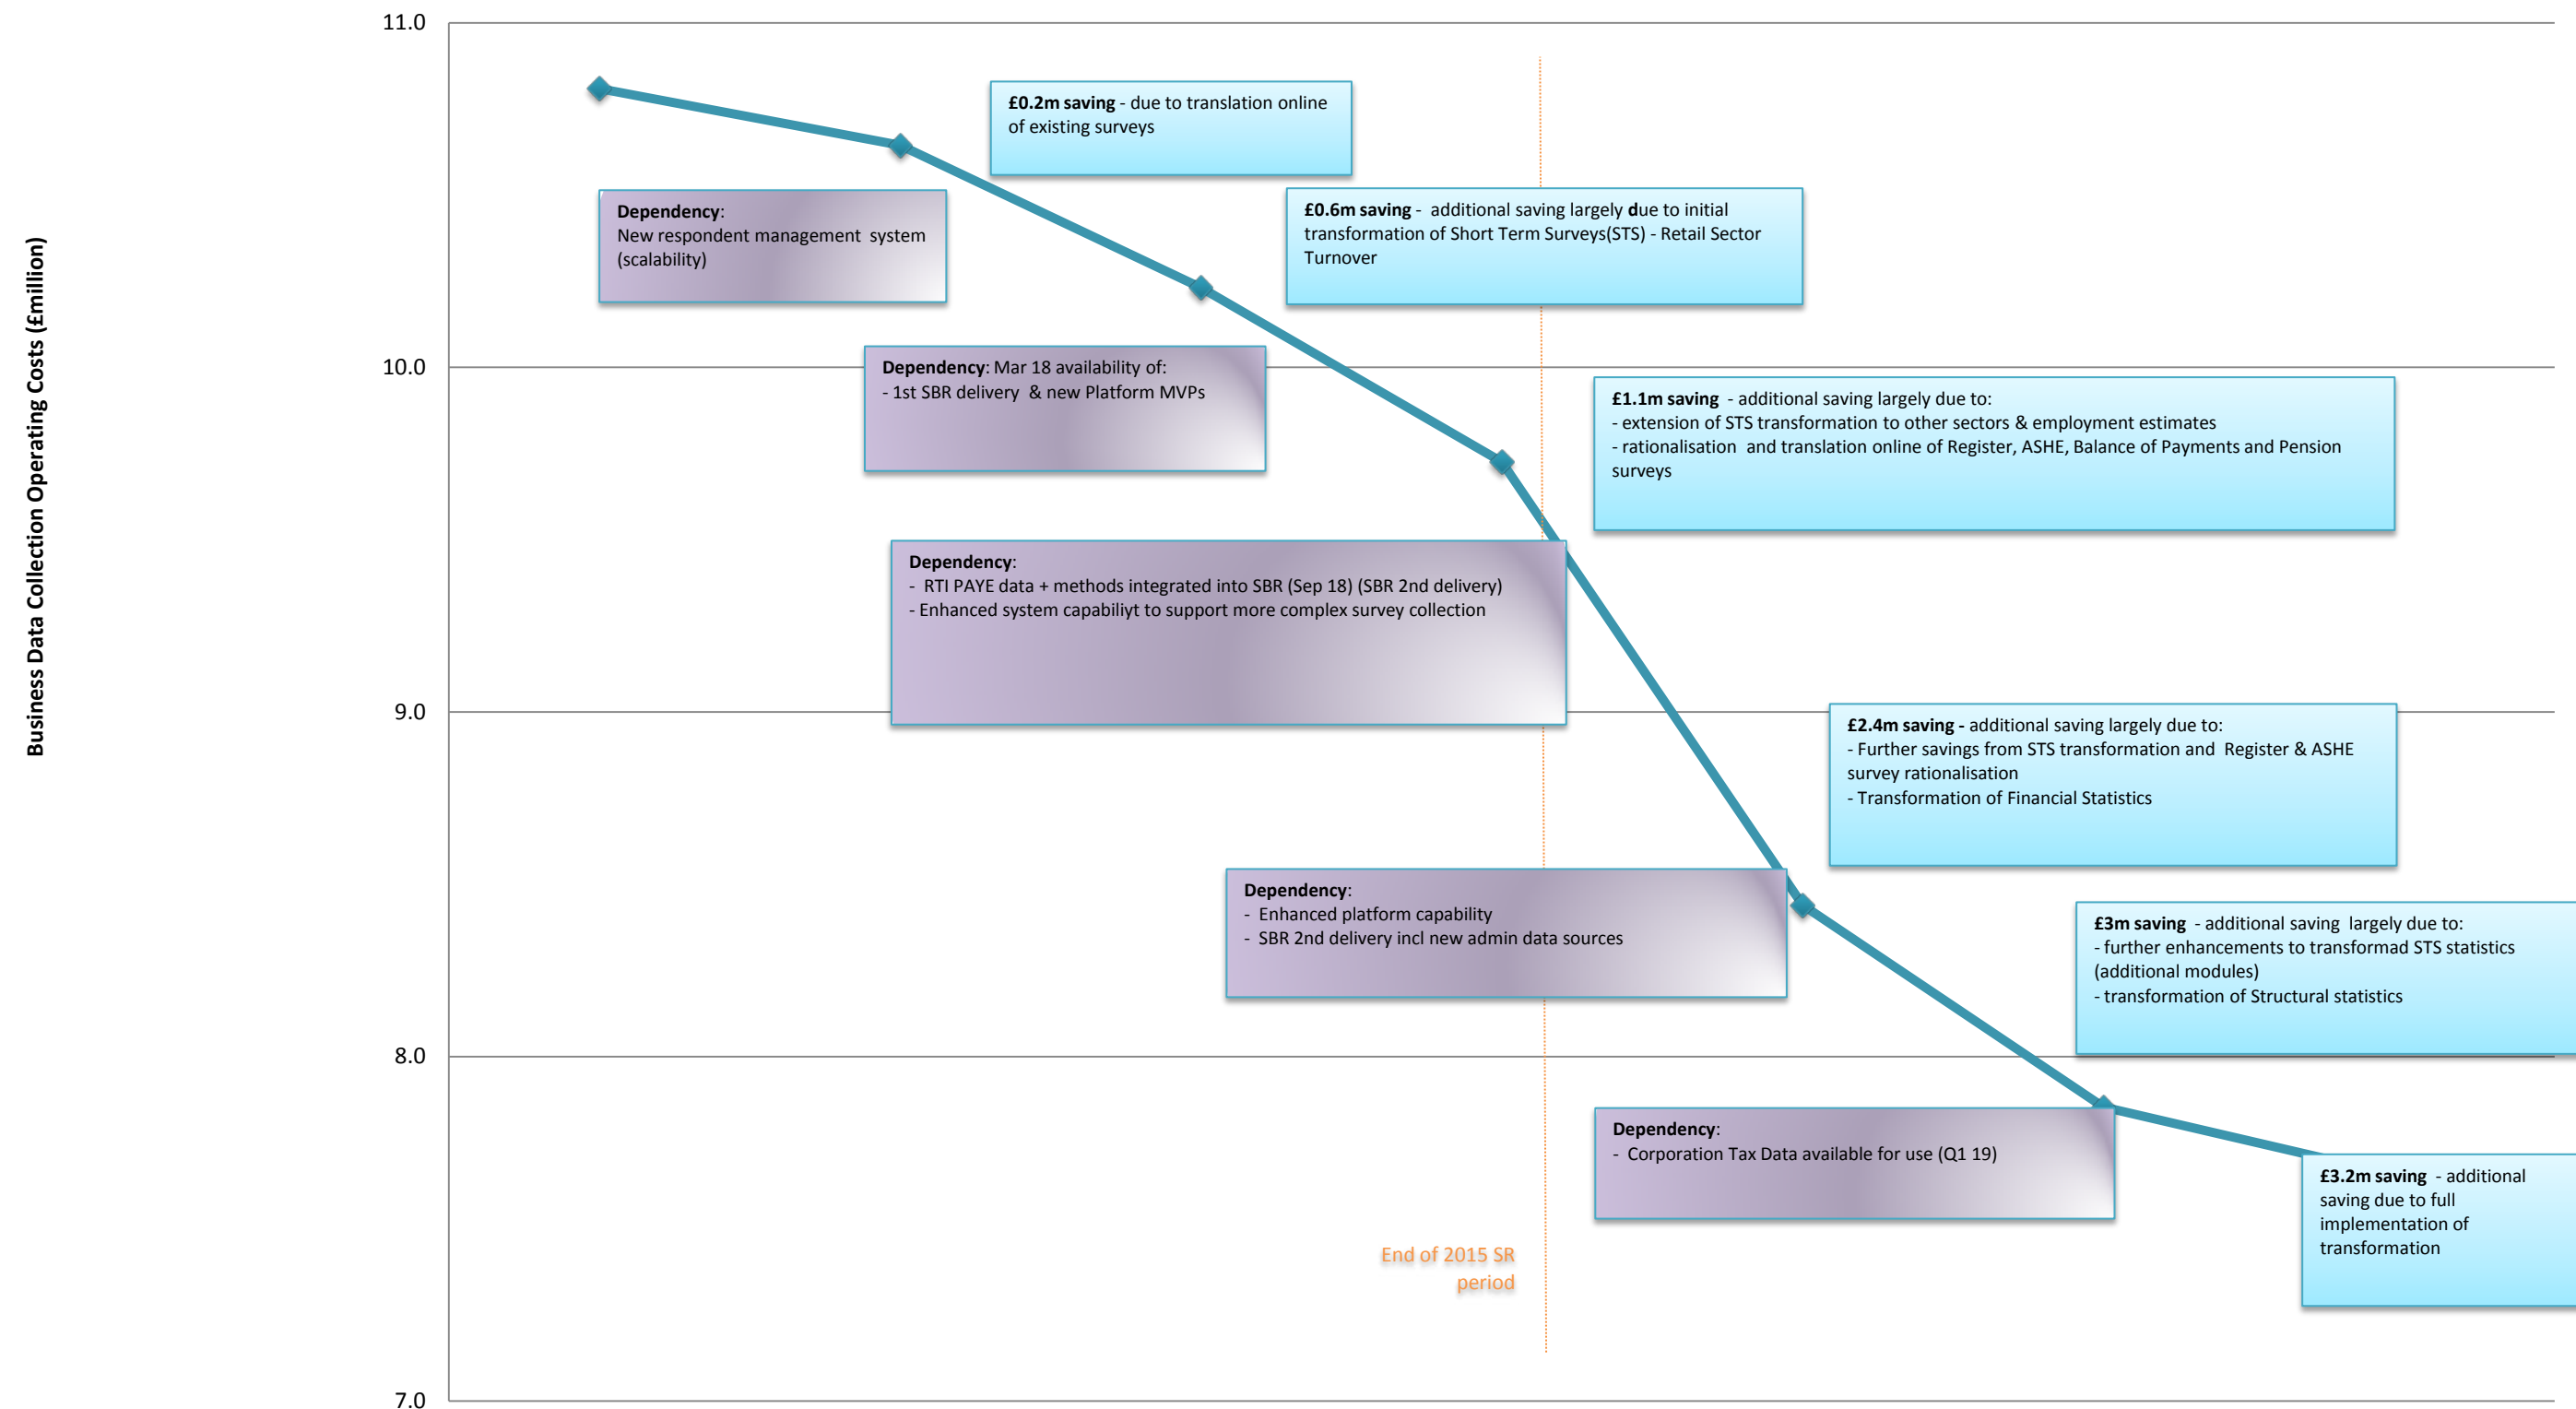 11.0
10.0
9.0
8.0
7.0
Business Data Collection Operating Costs (£million)
£0.2m saving - due to translation online
of existing surveys
Dependency:
New respondent management  system
(scalability)
£0.6m saving -  additional saving largely due to initial
transformation of Short Term Surveys(STS) - Retail Sector
Turnover
Dependency: Mar 18 availability of:
- 1st SBR delivery  & new Platform MVPs
£1.1m saving  - additional saving largely due to:
- extension of STS transformation to other sectors & employment estimates
- rationalisation  and translation online of Register, ASHE, Balance of Payments and Pension
surveys
Dependency:
-  RTI PAYE data + methods integrated into SBR (Sep 18) (SBR 2nd delivery)
- Enhanced system capabiliyt to support more complex survey collection
£2.4m saving - additional saving largely due to:
- Further savings from STS transformation and  Register & ASHE
survey rationalisation
- Transformation of Financial Statistics
Dependency:
-  Enhanced platform capability
-  SBR 2nd delivery incl new admin data sources
£3m saving  - additional saving  largely due to:
- further enhancements to transformad STS statistics
(additional modules)
- transformation of Structural statistics
Dependency:
-  Corporation Tax Data available for use (Q1 19)
£3.2m saving  - additional
saving due to full
implementation of
transformation
End of 2015 SR
period